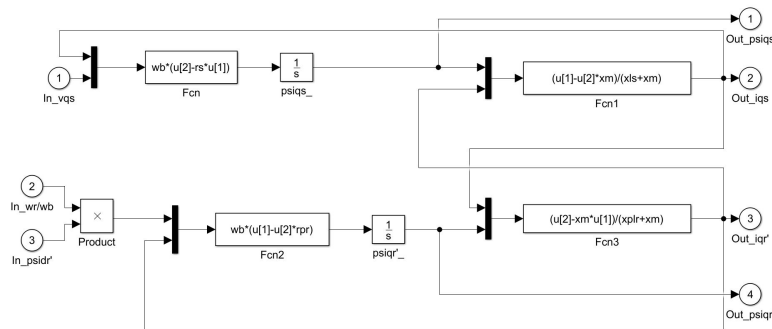 1
Out_psiqs
1
In_vqs
wb*(u[2]-rs*u[1])
Fcn
1
s
psiqs_
(u[1]-u[2]*xm)/(xls+xm)
Fcn1
2
Out_iqs
2
In_wr/wb
3
In_psidr'
×
Product
wb*(u[1]-u[2]*rpr)
Fcn2
1
s
psiqr'_
(u[2]-xm*u[1])/(xplr+xm)
Fcn3
3
Out_iqr'
4
Out_psiqr